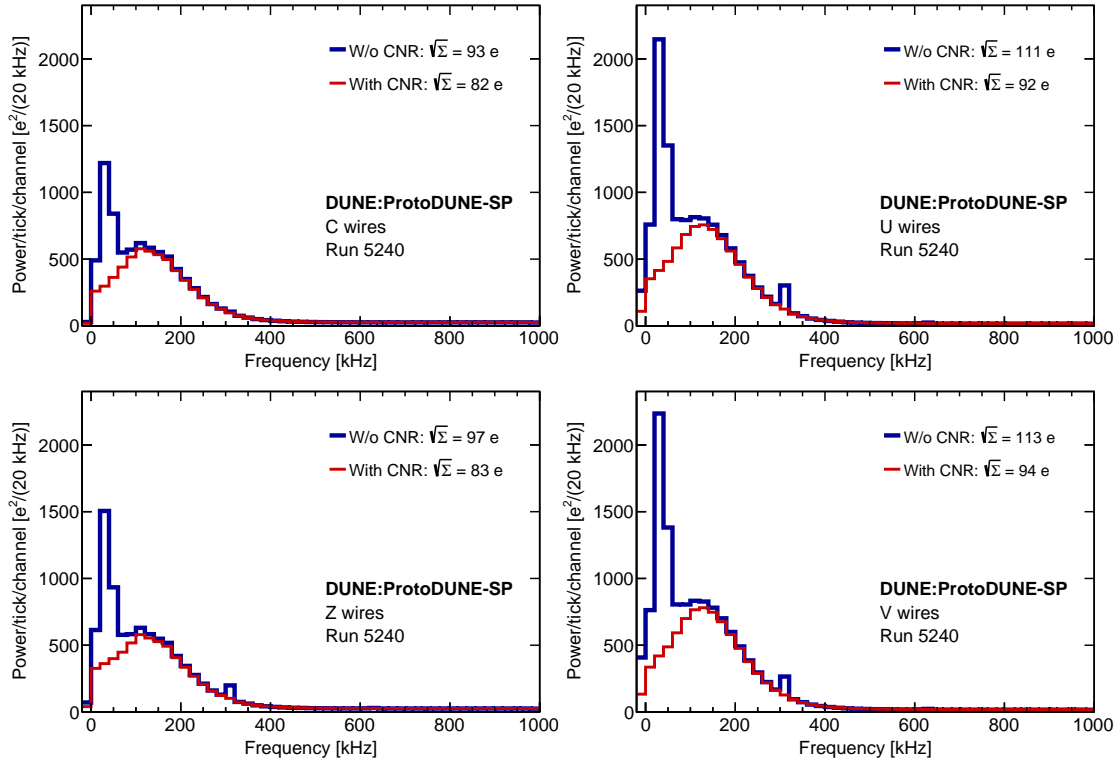 Power/tick/channel [e²/(20 kHz)]
2000
1500
1000
500
0
W/o CNR: √Σ = 93 e
With CNR: √Σ = 82 e
DUNE:ProtoDUNE-SP
C wires
Run 5240
0 200 400 600 800 1000
Frequency [kHz]
Power/tick/channel [e²/(20 kHz)]
2000
1500
1000
500
0
W/o CNR: √Σ = 111 e
With CNR: √Σ = 92 e
DUNE:ProtoDUNE-SP
U wires
Run 5240
0 200 400 600 800 1000
Frequency [kHz]
Power/tick/channel [e²/(20 kHz)]
2000
1500
1000
500
0
W/o CNR: √Σ = 97 e
With CNR: √Σ = 83 e
DUNE:ProtoDUNE-SP
Z wires
Run 5240
0 200 400 600 800 1000
Frequency [kHz]
Power/tick/channel [e²/(20 kHz)]
2000
1500
1000
500
0
W/o CNR: √Σ = 113 e
With CNR: √Σ = 94 e
DUNE:ProtoDUNE-SP
V wires
Run 5240
0 200 400 600 800 1000
Frequency [kHz]